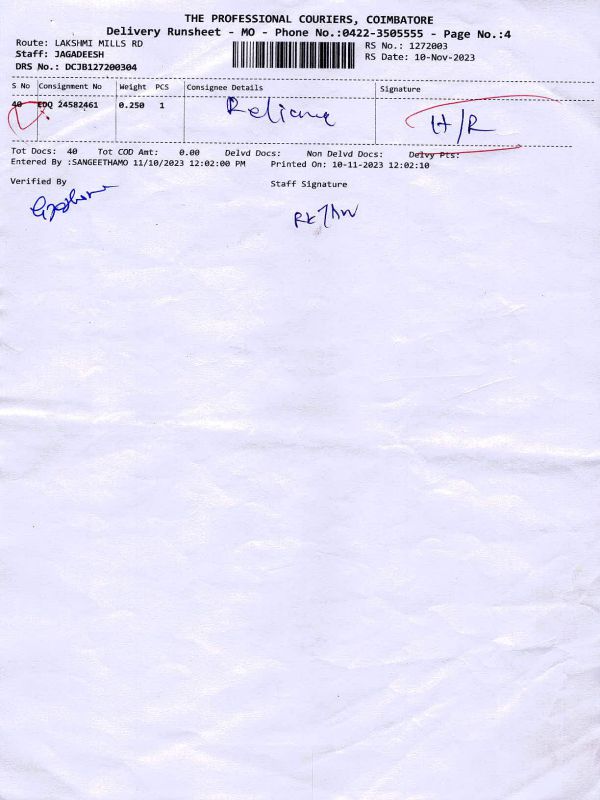 THE PROFESSIONAL COURIERS, COIMBATORE
Delivery Runsheet - MO - Phone No.:0422-3505555 - Page No.:4
Route: LAKSHMI MILLS RD
RS No.: 1272003
Staff: JAGADEESH
RS Date: 10-Nov-2023
DRS No.: DCJB127200304
S No Consignment No Weight PCS Consignee Details Signature
40 EDQ 24582461 0.250 1 Reliance H/R
Tot Docs: 40 Tot COD Amt: 0.00 Delvd Docs: Non Delvd Docs: Delvy Pts:
Entered By :SANGEETHAMO 11/10/2023 12:02:00 PM Printed On: 10-11-2023 12:02:10
Verified By Staff Signature